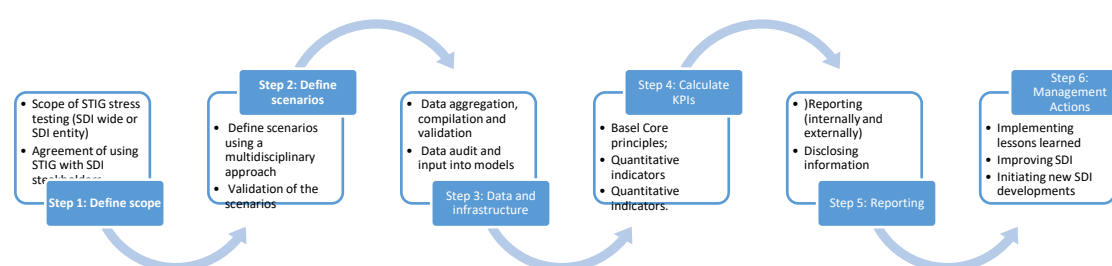 • Scope of STIG stress
testing (SDI wide or
SDI entity)
• Agreement of using
STIG with SDI
Step 1: Define scope
Step 2: Define
scenarios
• Define scenarios
using a
multidisciplinary
approach
• Validation of the
scenarios
• Data aggregation,
compilation and
validation
• Data audit and
input into models
Step 3: Data and
infrastructure
Step 4: Calculate
KPIs
• Basel Core
principles;
• Quantitative
indicators
• Quantitative
Indicators.
• )Reporting
(internally and
externally)
• Disclosing
information
Step 5: Reporting
Step 6:
Management
Actions
• Implementing
lessons learned
• Improving SDI
• Initiating new SDI
developments